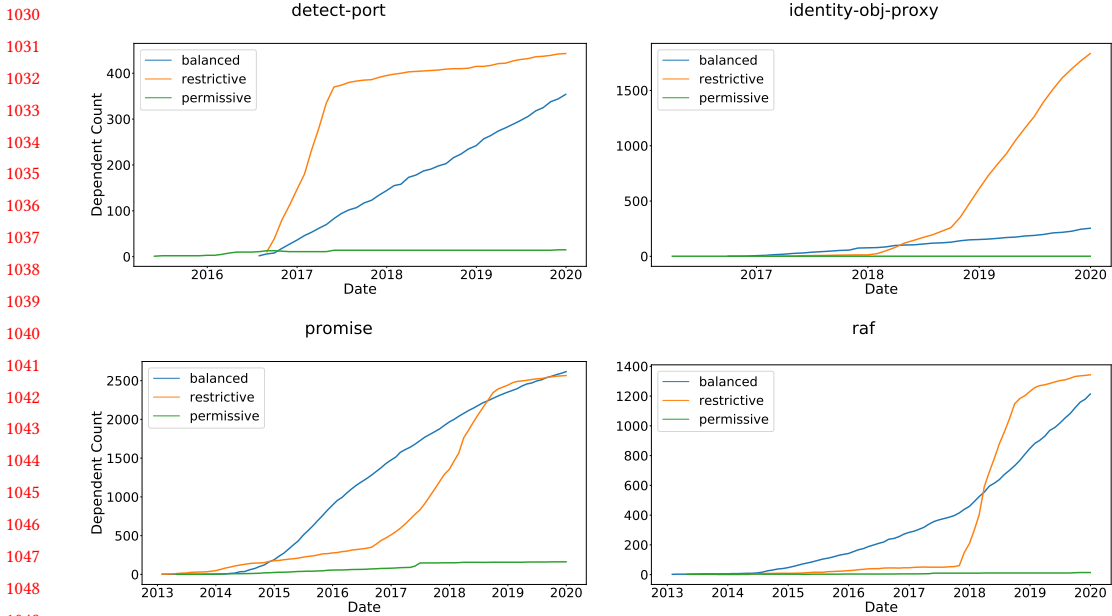 1030
1031
1032
1033
1034
1035
1036
1037
1038
1039
1040
1041
1042
1043
1044
1045
1046
1047
1048
detect-port
balanced
restrictive
permissive
Dependent Count
400
300
200
100
0
2016 2017 2018 2019 2020
Date
identity-obj-proxy
balanced
restrictive
permissive
1500
1000
500
0
2017 2018 2019 2020
Date
promise
balanced
restrictive
permissive
Dependent Count
2500
2000
1500
1000
500
0
2013 2014 2015 2016 2017 2018 2019 2020
Date
raf
balanced
restrictive
permissive
1400
1200
1000
800
600
400
200
0
2013 2014 2015 2016 2017 2018 2019 2020
Date